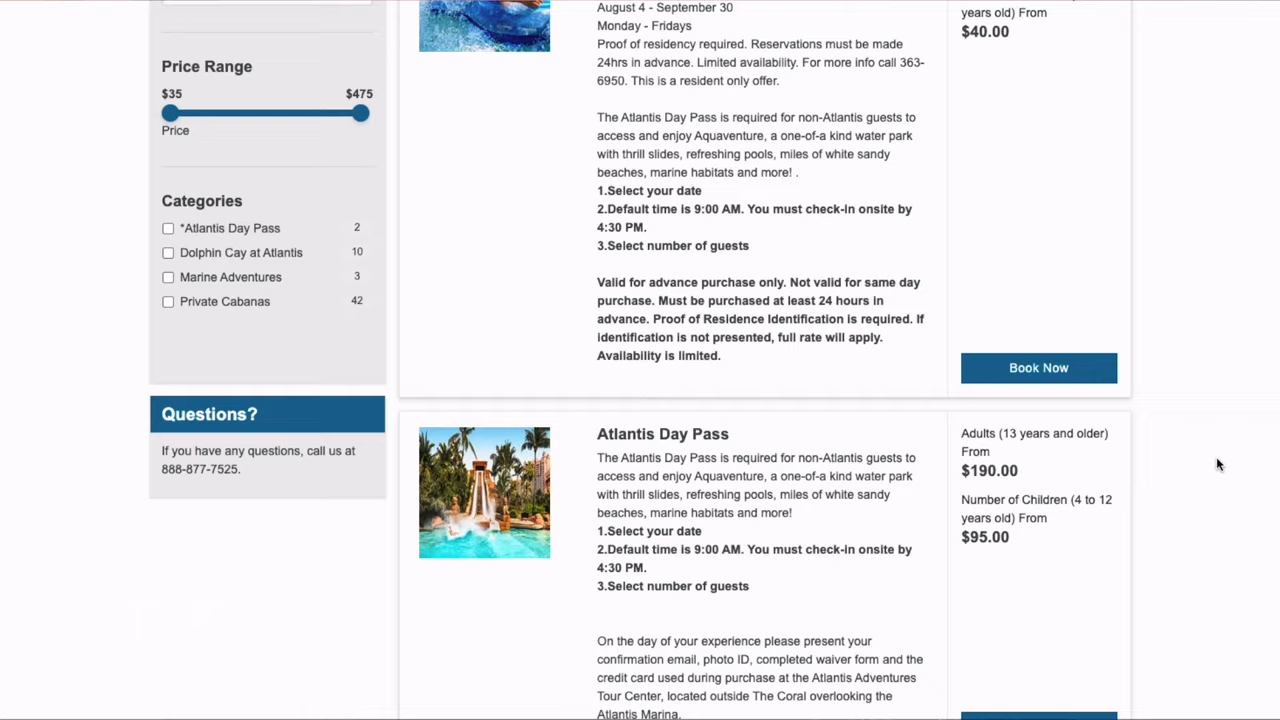 Price Range
$35 $475
Price
Categories
*Atlantis Day Pass 2
Dolphin Cay at Atlantis 10
Marine Adventures 3
Private Cabanas 42
Questions?
If you have any questions, call us at
888-877-7525.
August 4 - September 30
Monday - Fridays
Proof of residency required. Reservations must be made
24hrs in advance. Limited availability. For more info call 363-
6950. This is a resident only offer.
The Atlantis Day Pass is required for non-Atlantis guests to
access and enjoy Aquaventure, a one-of-a kind water park
with thrill slides, refreshing pools, miles of white sandy
beaches, marine habitats and more! .
1.Select your date
2.Default time is 9:00 AM. You must check-in onsite by
4:30 PM.
3.Select number of guests
Valid for advance purchase only. Not valid for same day
purchase. Must be purchased at least 24 hours in
advance. Proof of Residence Identification is required. If
identification is not presented, full rate will apply.
Availability is limited.
years old) From
$40.00
Book Now
Atlantis Day Pass
The Atlantis Day Pass is required for non-Atlantis guests to
access and enjoy Aquaventure, a one-of-a kind water park
with thrill slides, refreshing pools, miles of white sandy
beaches, marine habitats and more!
1.Select your date
2.Default time is 9:00 AM. You must check-in onsite by
4:30 PM.
3.Select number of guests
On the day of your experience please present your
confirmation email, photo ID, completed waiver form and the
credit card used during purchase at the Atlantis Adventures
Tour Center, located outside The Coral overlooking the
Atlantis Marina.
Adults (13 years and older)
From
$190.00
Number of Children (4 to 12
years old) From
$95.00